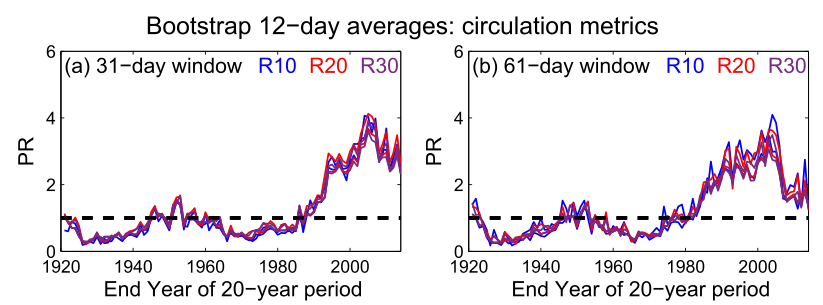 Bootstrap 12−day averages: circulation metrics
(a) 31−day window R10 R20 R30
PR
6
4
2
0
1920 1940 1960 1980 2000
End Year of 20−year period
(b) 61−day window R10 R20 R30
PR
6
4
2
0
1920 1940 1960 1980 2000
End Year of 20−year period